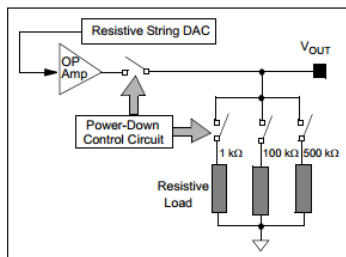 Resistive String DAC
OP
Amp
VOUT
Power-Down
Control Circuit
1 kΩ
100 kΩ
500 kΩ
Resistive
Load